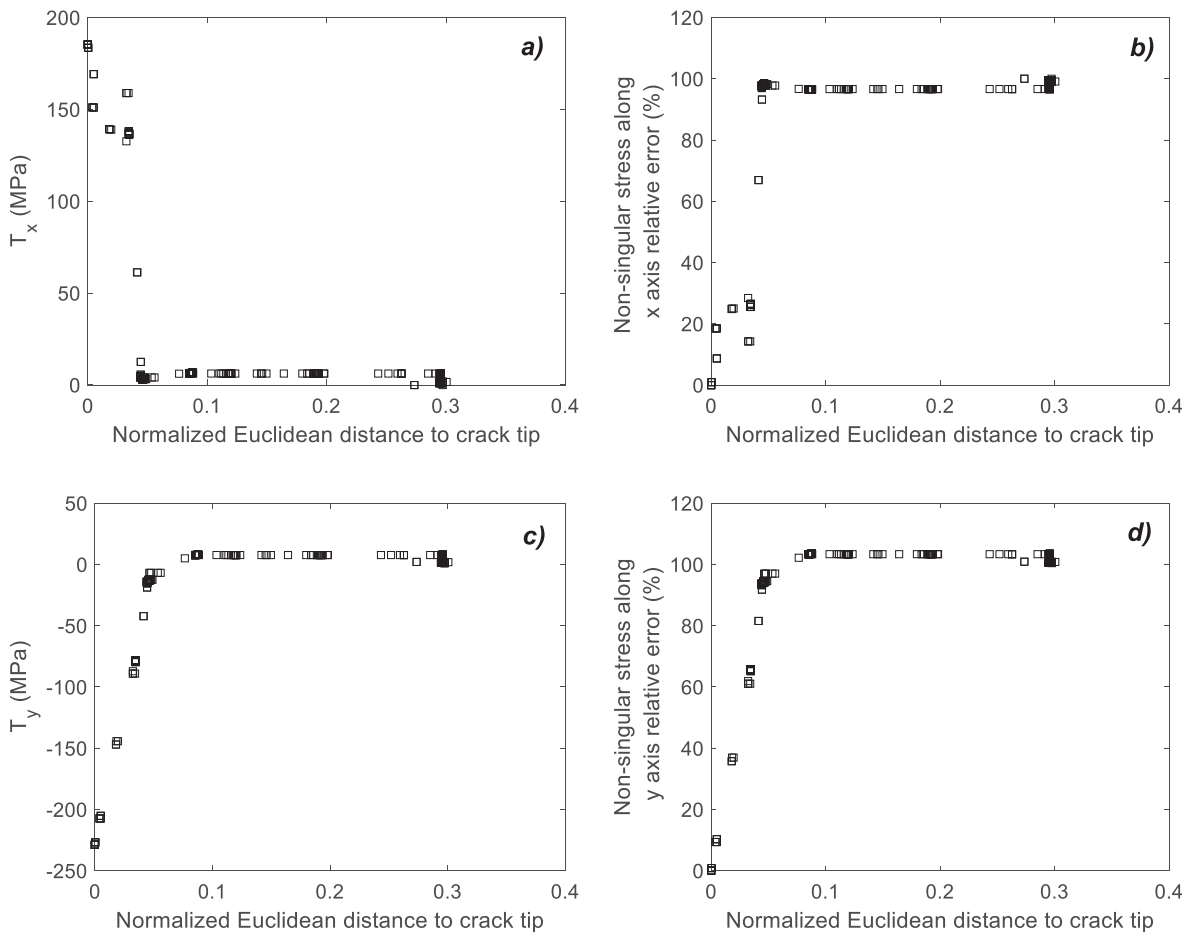 a)
200
150
100
50
0
T_x (MPa)
0 0.1 0.2 0.3 0.4
Normalized Euclidean distance to crack tip
b)
120
100
80
60
40
20
0
Non-singular stress along
x axis relative error (%)
0 0.1 0.2 0.3 0.4
Normalized Euclidean distance to crack tip
c)
50
0
-50
-100
-150
-200
-250
T_y (MPa)
0 0.1 0.2 0.3 0.4
Normalized Euclidean distance to crack tip
d)
120
100
80
60
40
20
0
Non-singular stress along
y axis relative error (%)
0 0.1 0.2 0.3 0.4
Normalized Euclidean distance to crack tip